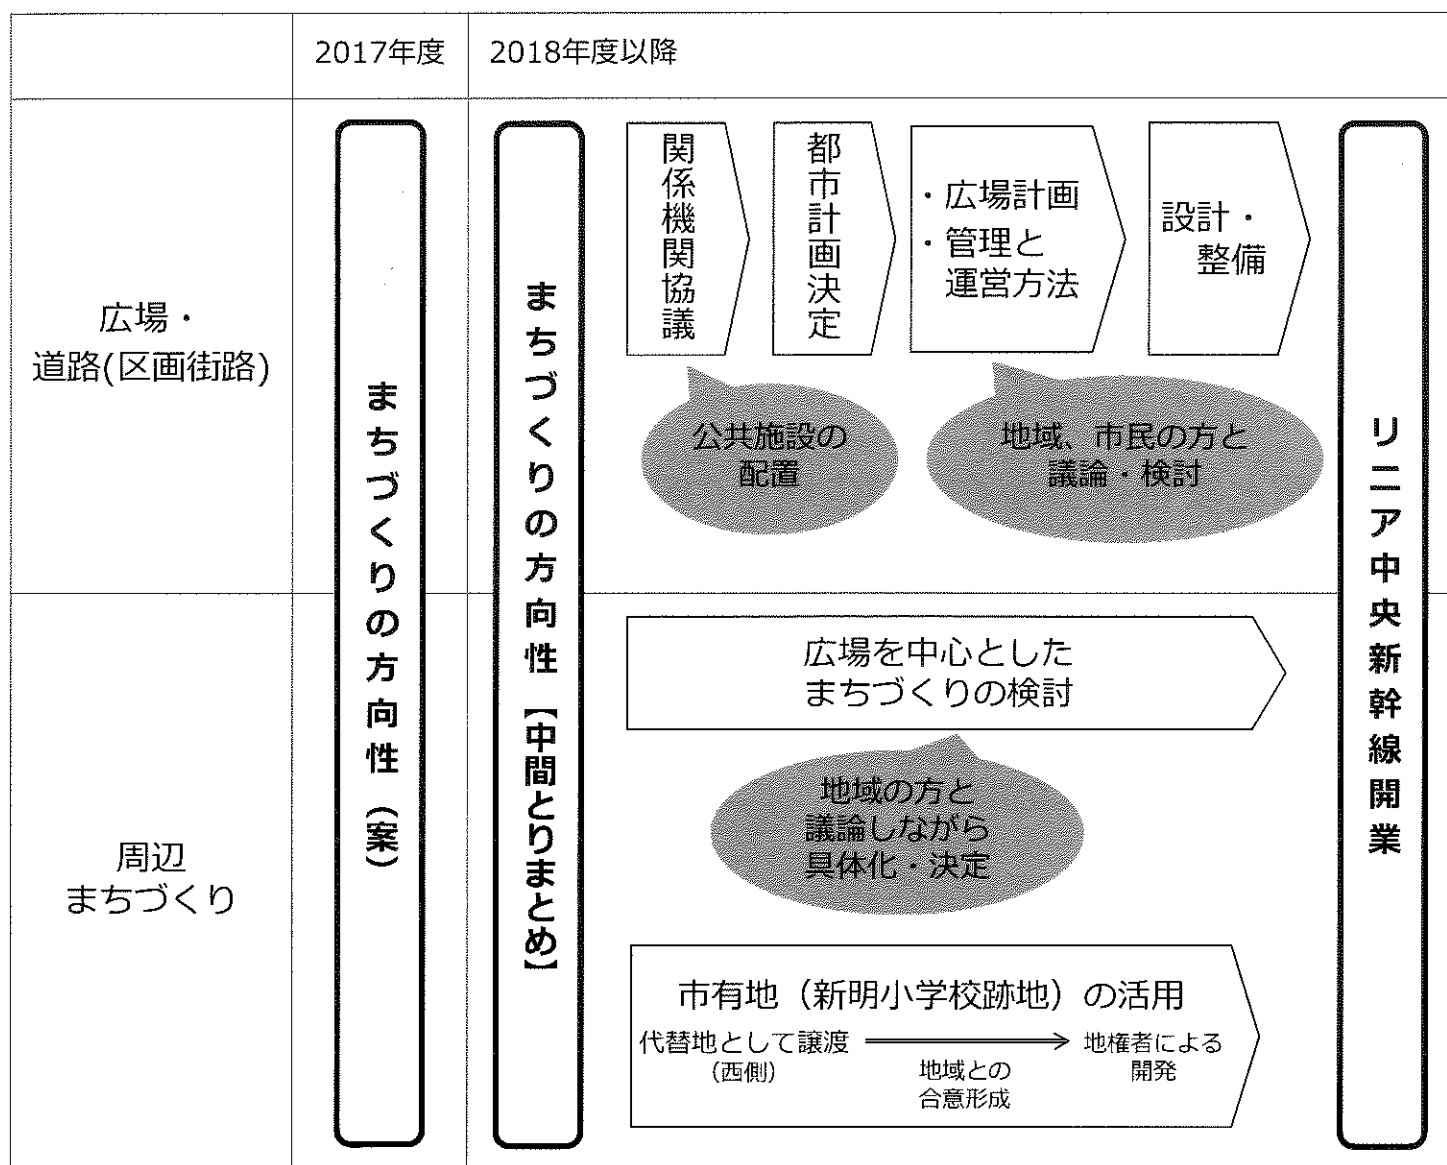 2017年度
2018年度以降
広場・
道路(区画街路)
まちづくりの方向性（案）
まちづくりの方向性【中間とりまとめ】
関係機関協議
都市計画決定
・広場計画
・管理と
運営方法
設計・
整備
公共施設の
配置
地域、市民の方と
議論・検討
リニア中央新幹線開業
周辺
まちづくり
広場を中心とした
まちづくりの検討
地域の方と
議論しながら
具体化・決定
市有地（新明小学校跡地）の活用
代替地として譲渡
（西側）
地域との
合意形成
地権者による
開発